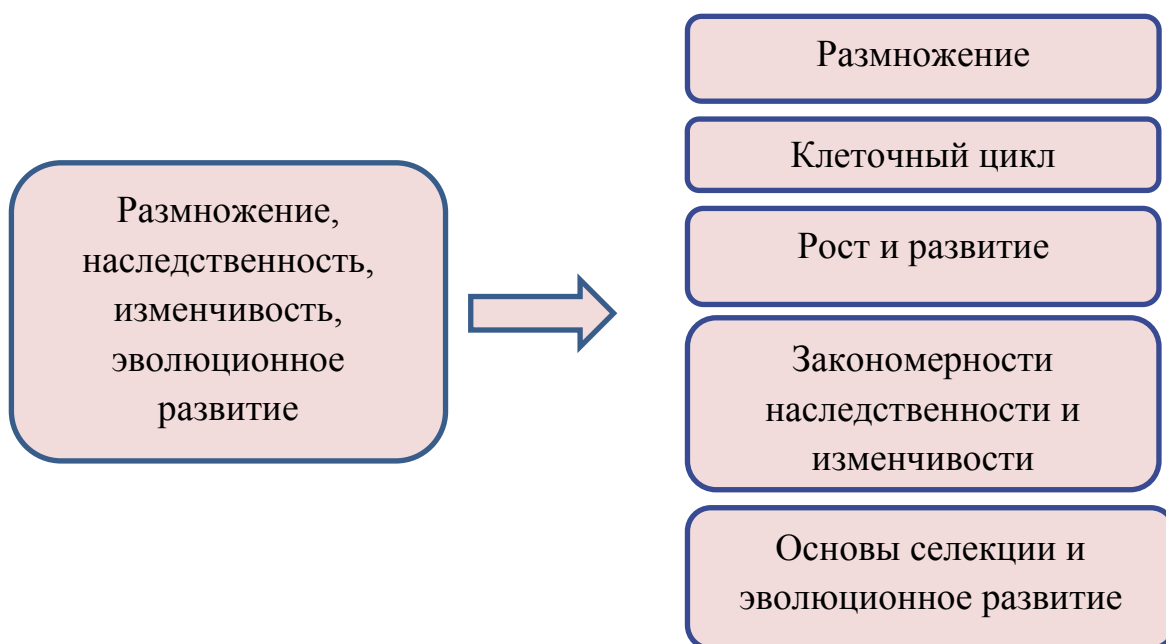 Размножение,
наследственность,
изменчивость,
эволюционное
развитие
Размножение
Клеточный цикл
Рост и развитие
Закономерности
наследственности и
изменчивости
Основы селекции и
эволюционное развитие